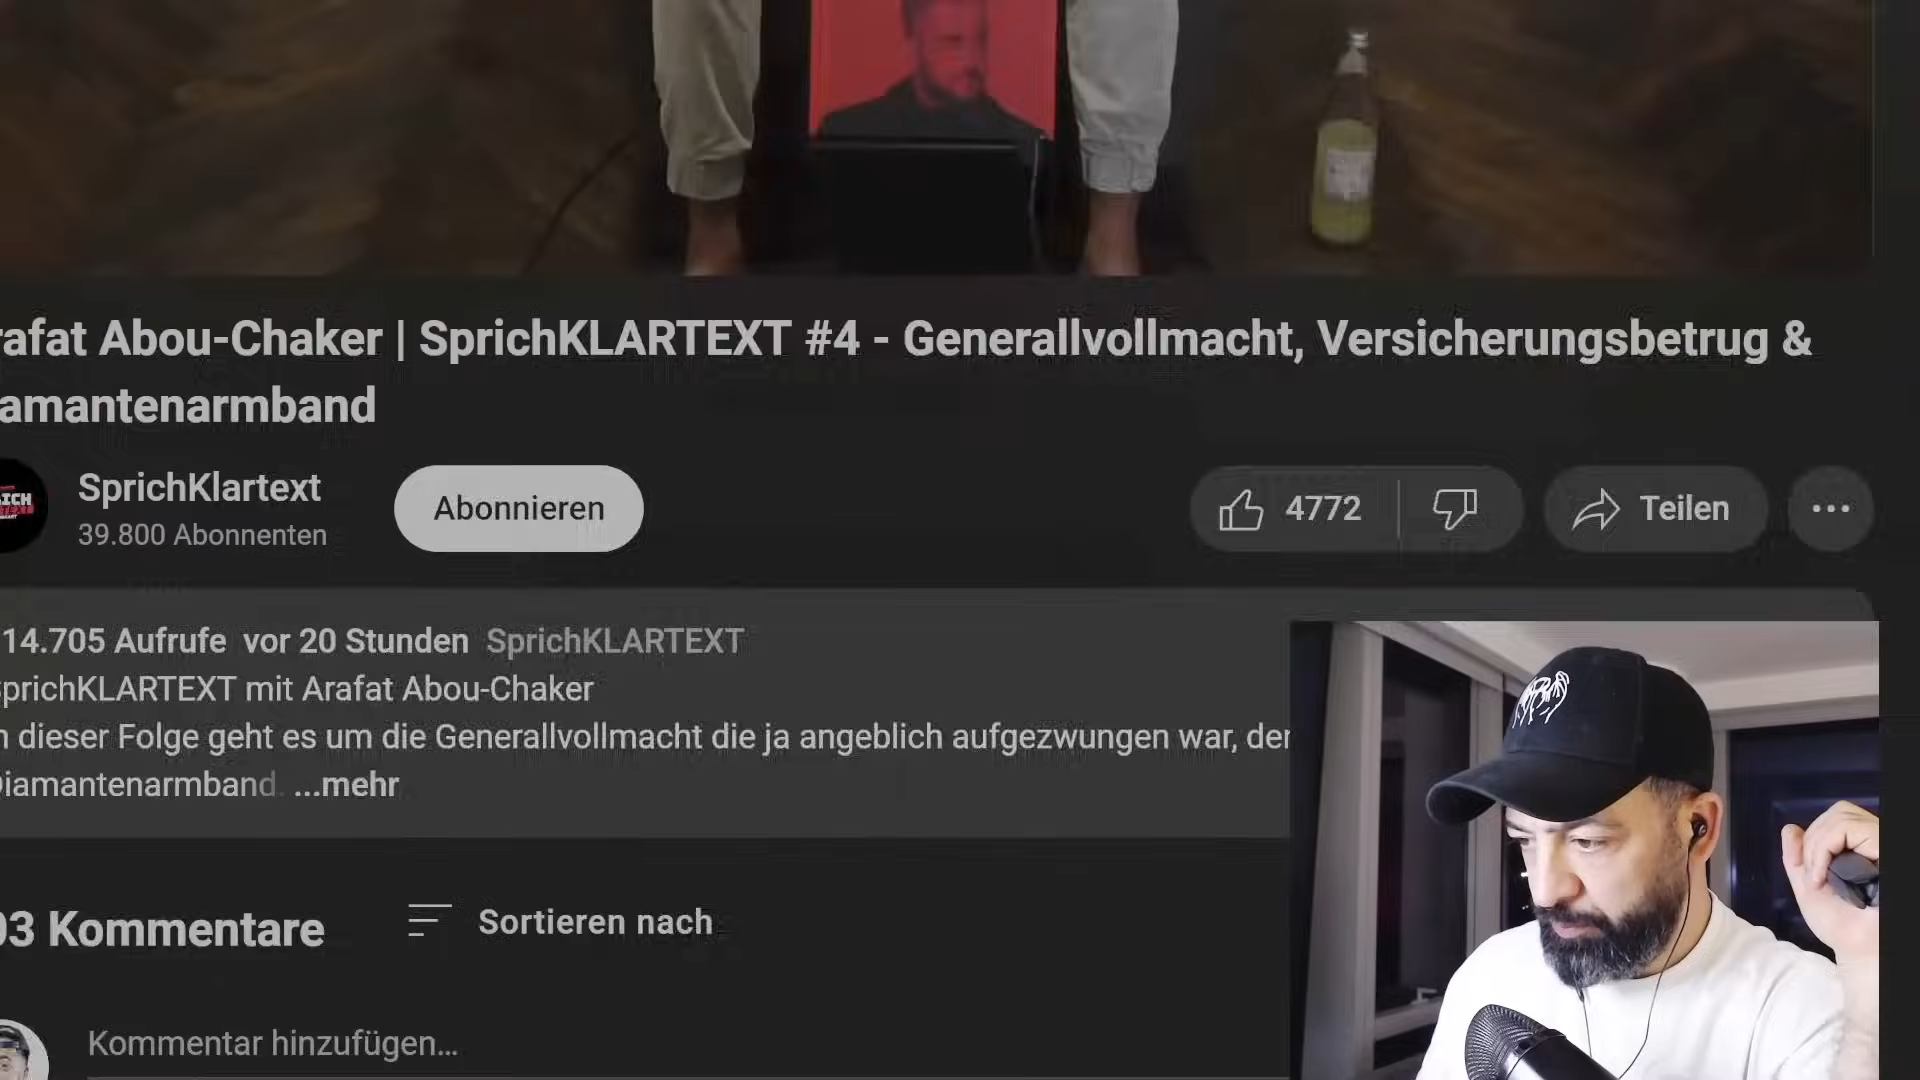 rafat Abou-Chaker | SprichKLARTEXT #4 - Generallvollmacht, Versicherungsbetrug &
amantenarmband
SprichKlartext
39.800 Abonnenten
Abonnieren
4772
Teilen
14.705 Aufrufe vor 20 Stunden SprichKLARTEXT
prichKLARTEXT mit Arafat Abou-Chaker
n dieser Folge geht es um die Generallvollmacht die ja angeblich aufgezwungen war, der
iamantenarmband. ...mehr
03 Kommentare
Sortieren nach
Kommentar hinzufügen...